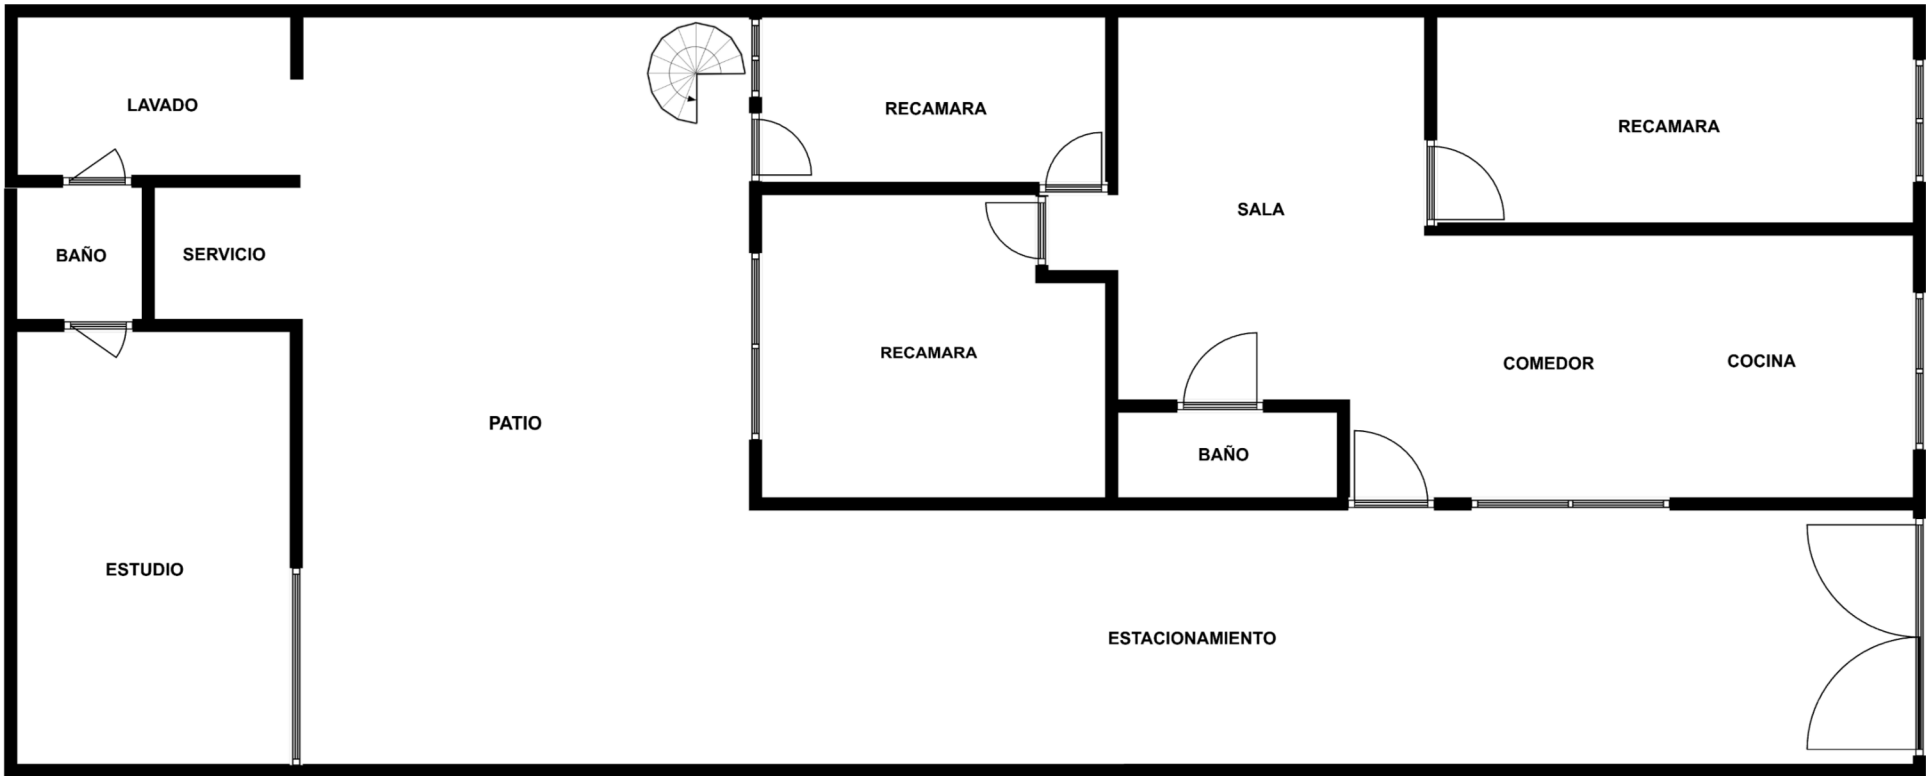 LAVADO
RECAMARA
RECAMARA
SALA
BAÑO
SERVICIO
RECAMARA
COMEDOR
COCINA
PATIO
BAÑO
ESTUDIO
ESTACIONAMIENTO